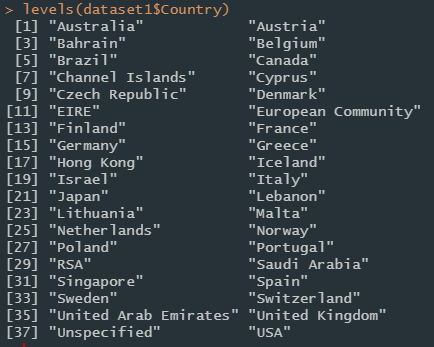 > levels(dataset1$Country)
[1] "Australia" "Austria"
[3] "Bahrain" "Belgium"
[5] "Brazil" "Canada"
[7] "Channel Islands" "Cyprus"
[9] "Czech Republic" "Denmark"
[11] "EIRE" "European Community"
[13] "Finland" "France"
[15] "Germany" "Greece"
[17] "Hong Kong" "Iceland"
[19] "Israel" "Italy"
[21] "Japan" "Lebanon"
[23] "Lithuania" "Malta"
[25] "Netherlands" "Norway"
[27] "Poland" "Portugal"
[29] "RSA" "Saudi Arabia"
[31] "Singapore" "Spain"
[33] "Sweden" "Switzerland"
[35] "United Arab Emirates" "United Kingdom"
[37] "Unspecified" "USA"